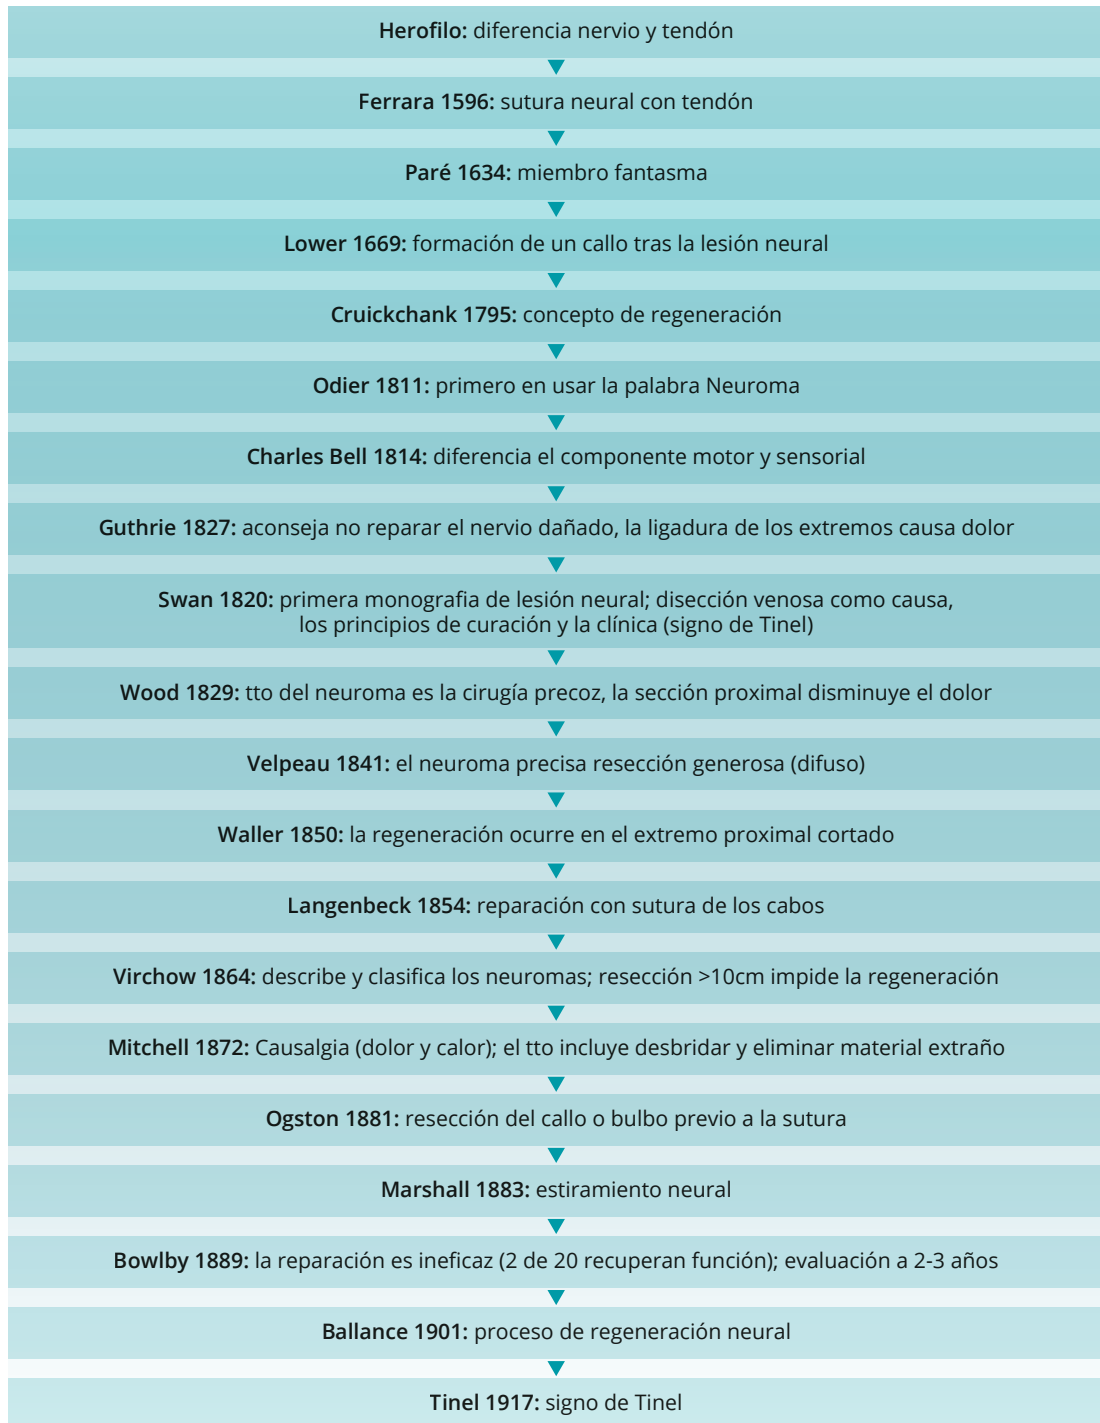 Herofilo: diferencia nervio y tendón
Ferrara 1596: sutura neural con tendón
Paré 1634: miembro fantasma
Lower 1669: formación de un callo tras la lesión neural
Cruickchank 1795: concepto de regeneración
Odier 1811: primero en usar la palabra Neuroma
Charles Bell 1814: diferencia el componente motor y sensorial
Guthrie 1827: aconseja no reparar el nervio dañado, la ligadura de los extremos causa dolor
Swan 1820: primera monografia de lesión neural; disección venosa como causa,
los principios de curación y la clínica (signo de Tinel)
Wood 1829: tto del neuroma es la cirugía precoz, la sección proximal disminuye el dolor
Velpeau 1841: el neuroma precisa resección generosa (difuso)
Waller 1850: la regeneración ocurre en el extremo proximal cortado
Langenbeck 1854: reparación con sutura de los cabos
Virchow 1864: describe y clasifica los neuromas; resección >10cm impide la regeneración
Mitchell 1872: Causalgia (dolor y calor); el tto incluye desbridar y eliminar material extraño
Ogston 1881: resección del callo o bulbo previo a la sutura
Marshall 1883: estiramiento neural
Bowlby 1889: la reparación es ineficaz (2 de 20 recuperan función); evaluación a 2-3 años
Ballance 1901: proceso de regeneración neural
Tinel 1917: signo de Tinel